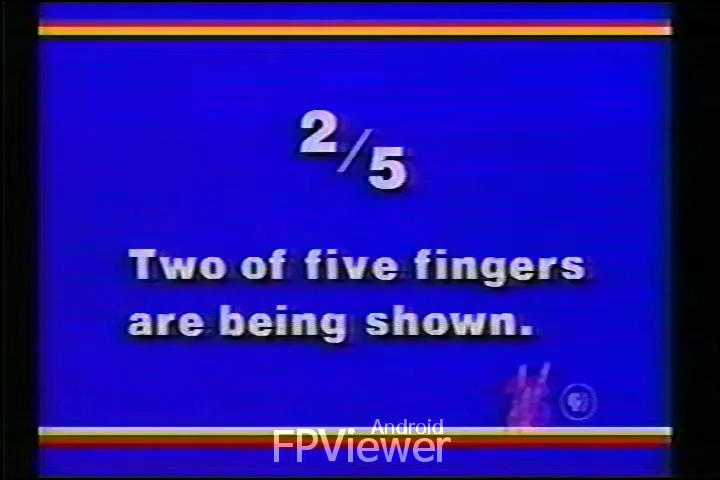 2/5
Two of five fingers
are being shown.
Android
FPViewer